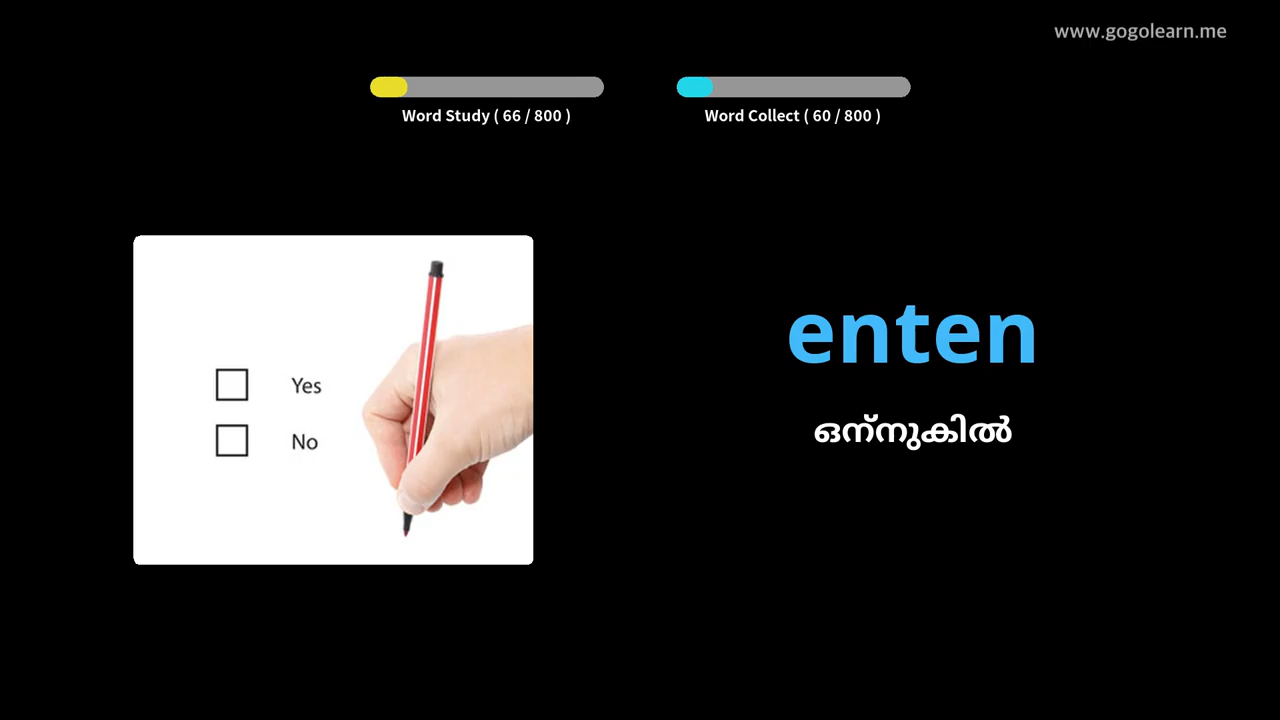 www.gogolearn.me
Word Study ( 66 / 800 )
Word Collect ( 60 / 800 )
Yes
No
enten
ഒന്നുകിൽ